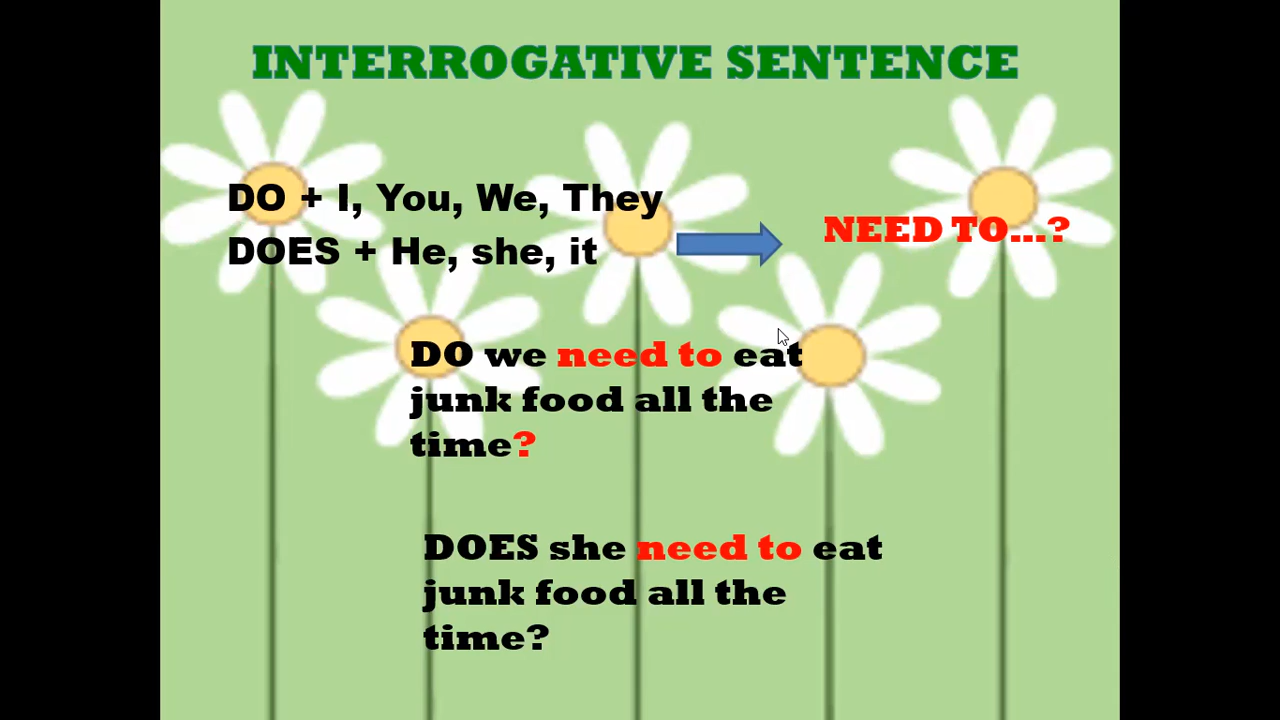 INTERROGATIVE SENTENCE
DO + I, You, We, They
DOES + He, she, it
NEED TO...?
DO we need to eat
junk food all the
time?
DOES she need to eat
junk food all the
time?